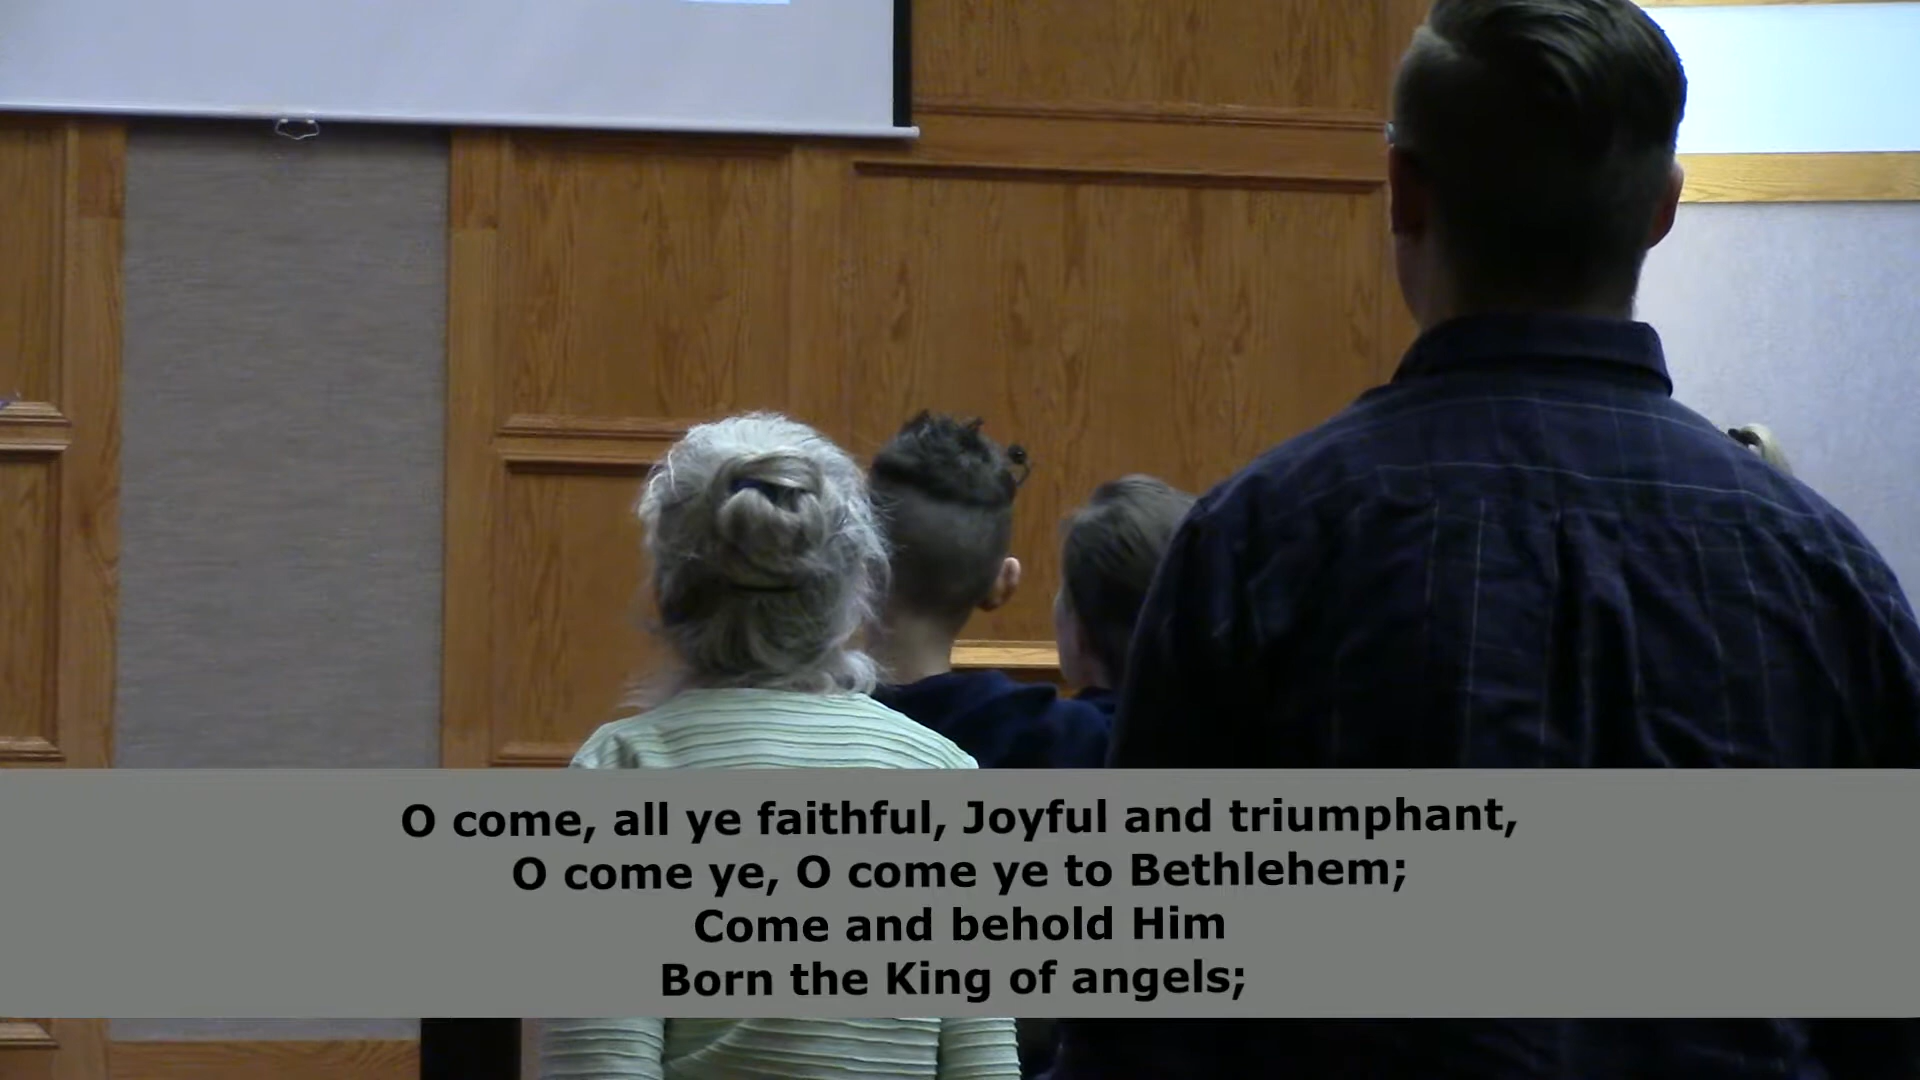 O come, all ye faithful, Joyful and triumphant,
O come ye, O come ye to Bethlehem;
Come and behold Him
Born the King of angels;